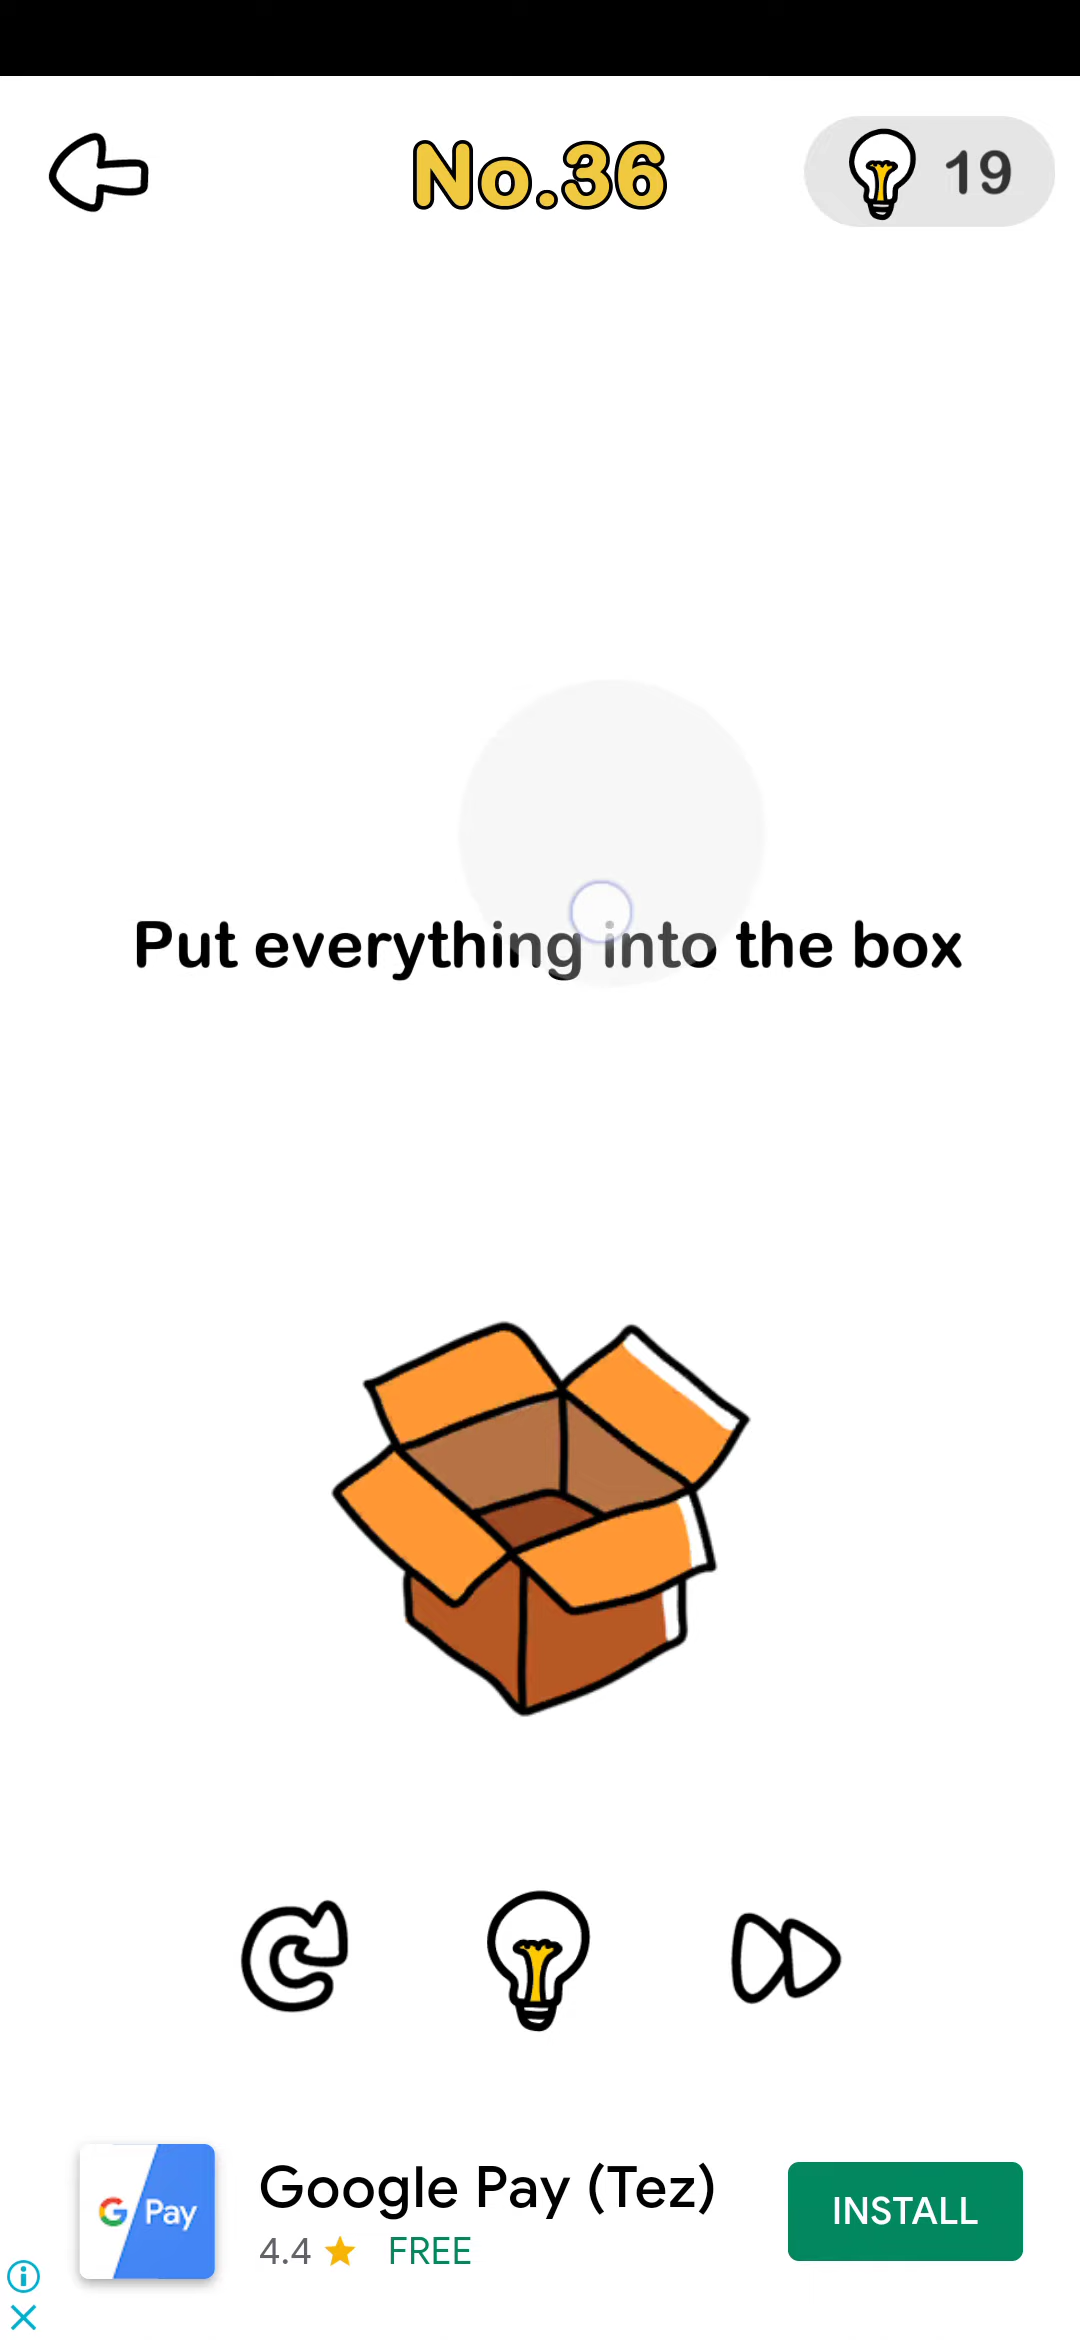 No.36
19
Put everything into the box
G Pay
Google Pay (Tez)
4.4 ★ FREE
INSTALL